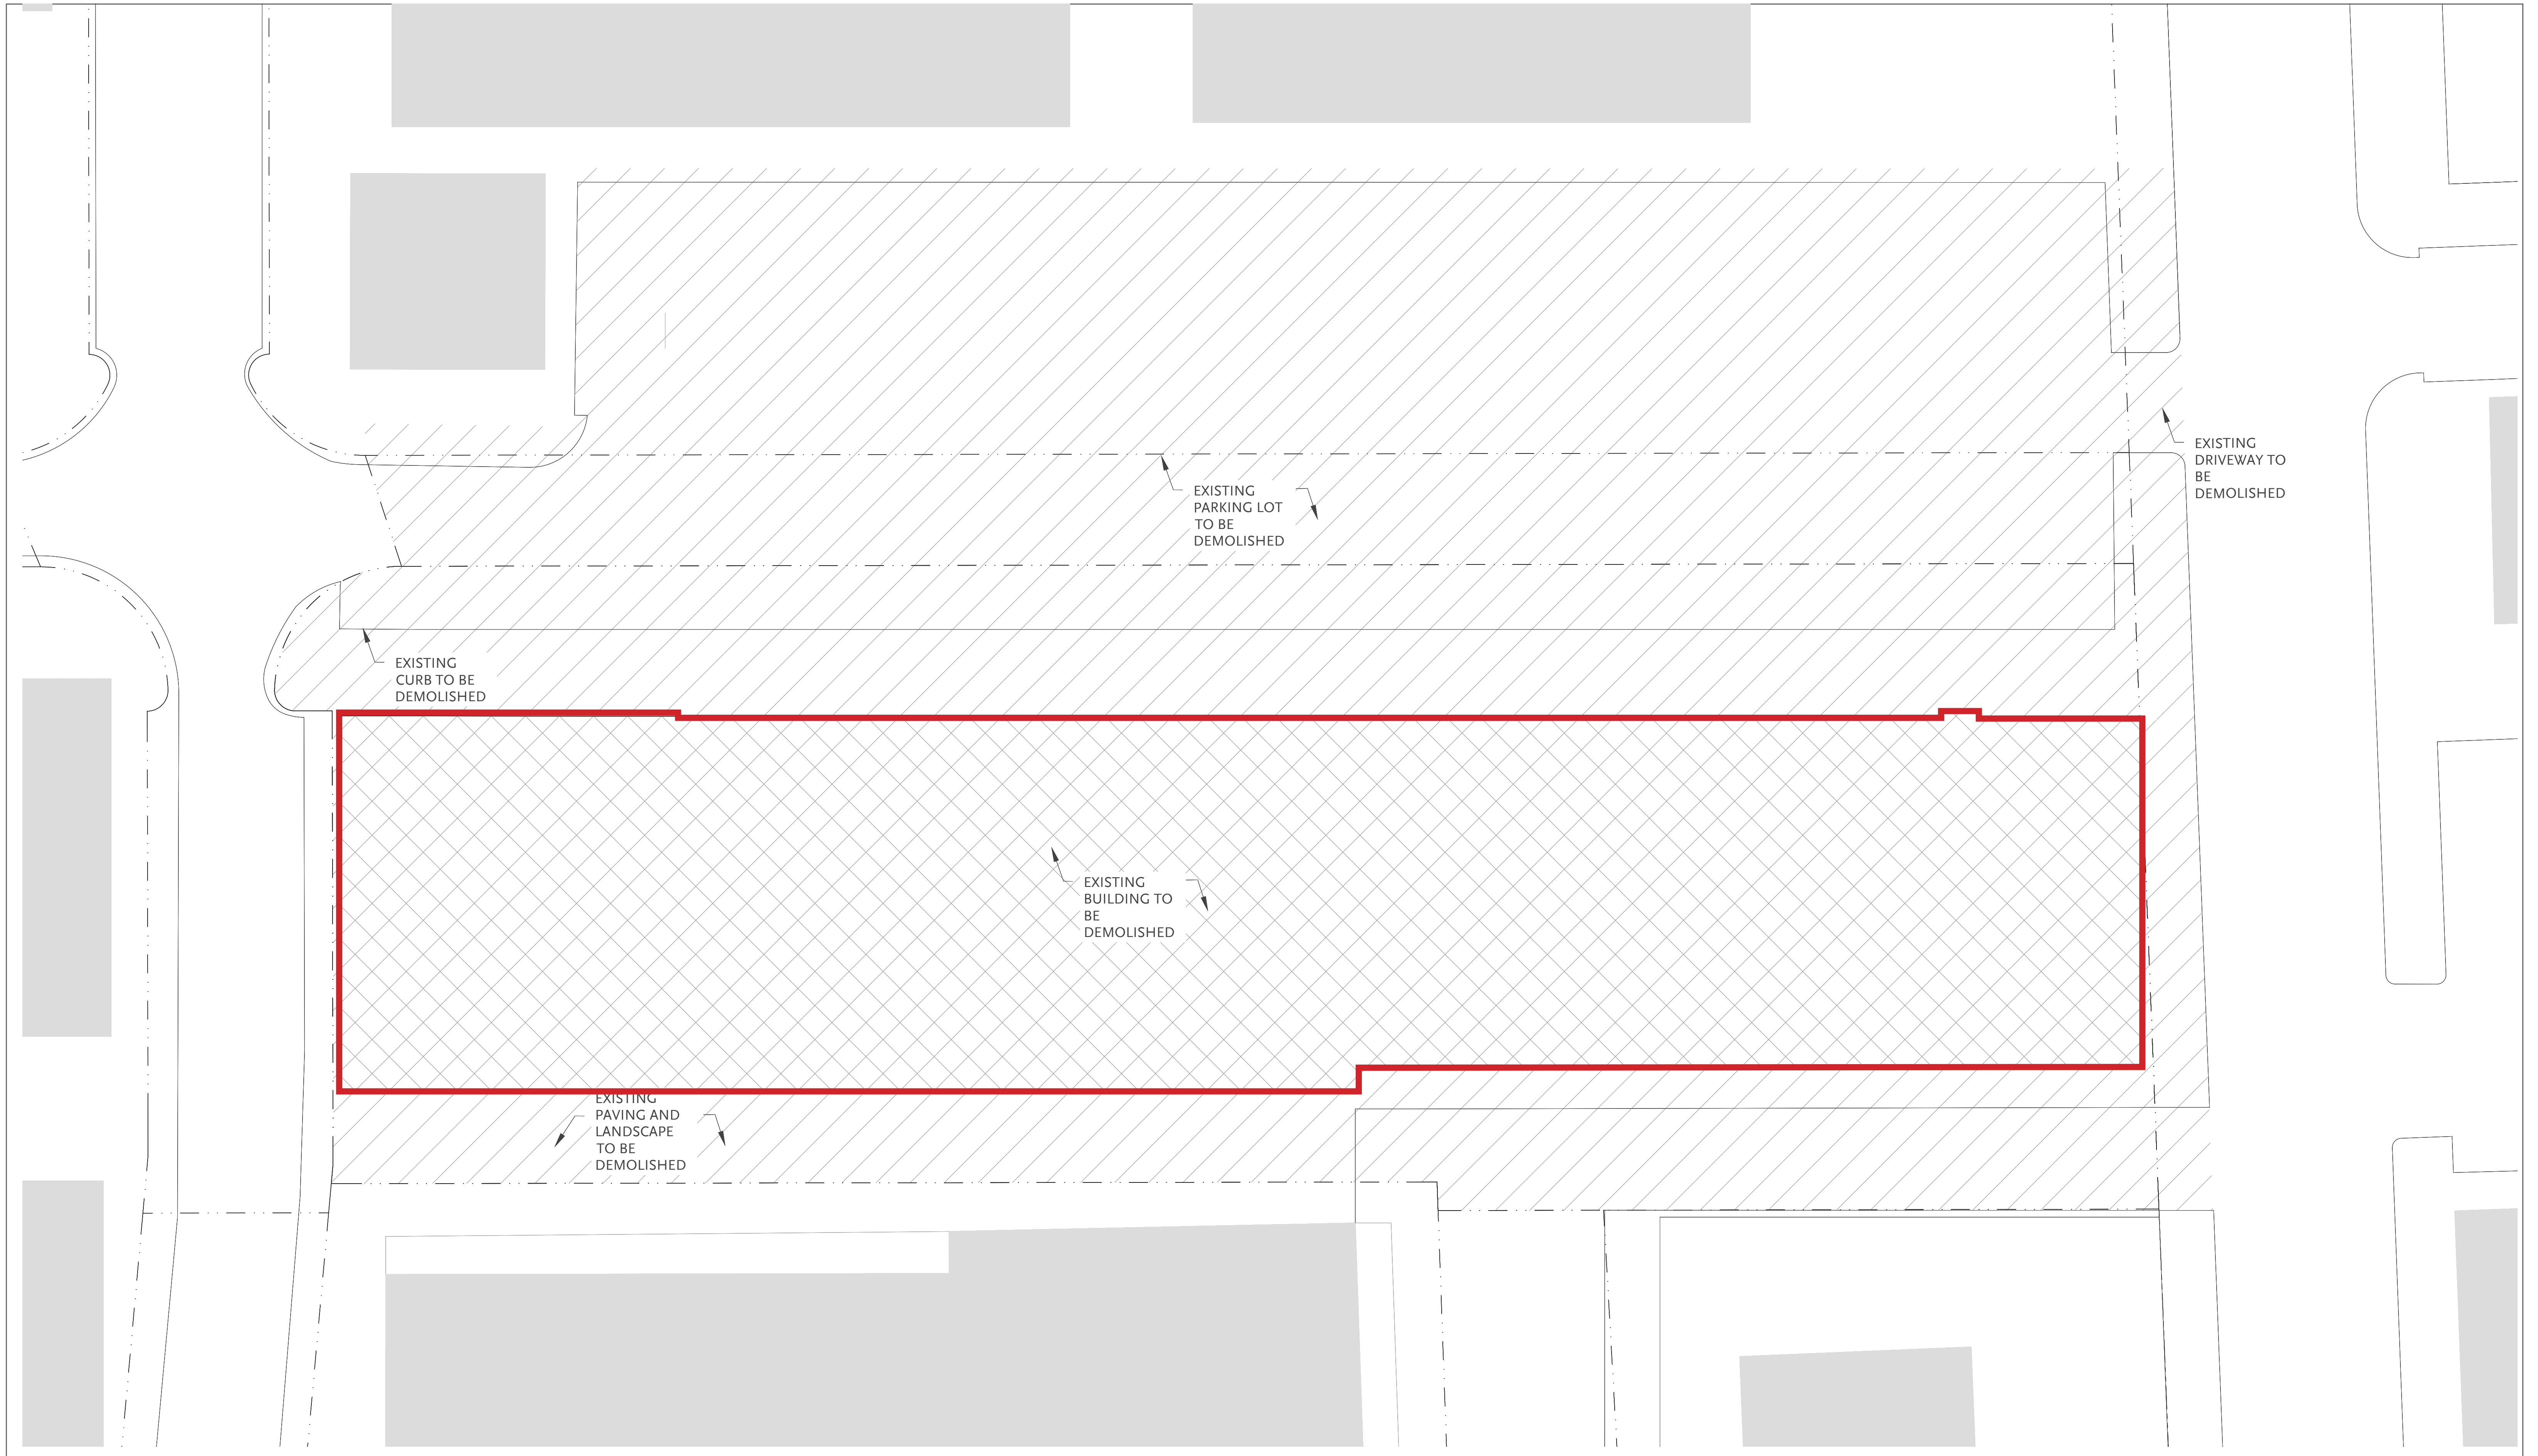 EXISTING
DRIVEWAY TO
BE
DEMOLISHED
EXISTING
PARKING LOT
TO BE
DEMOLISHED
EXISTING
CURB TO BE
DEMOLISHED
EXISTING
BUILDING TO
BE
DEMOLISHED
EXISTING
PAVING AND
LANDSCAPE
TO BE
DEMOLISHED